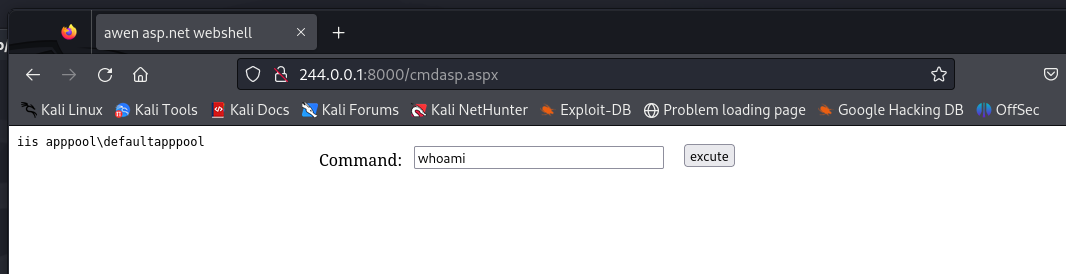 awen asp.net webshell
244.0.0.1:8000/cmdasp.aspx
Kali Linux Kali Tools Kali Docs Kali Forums Kali NetHunter Exploit-DB Problem loading page Google Hacking DB OffSec
iis apppool\defaultapppool
Command: whoami excute